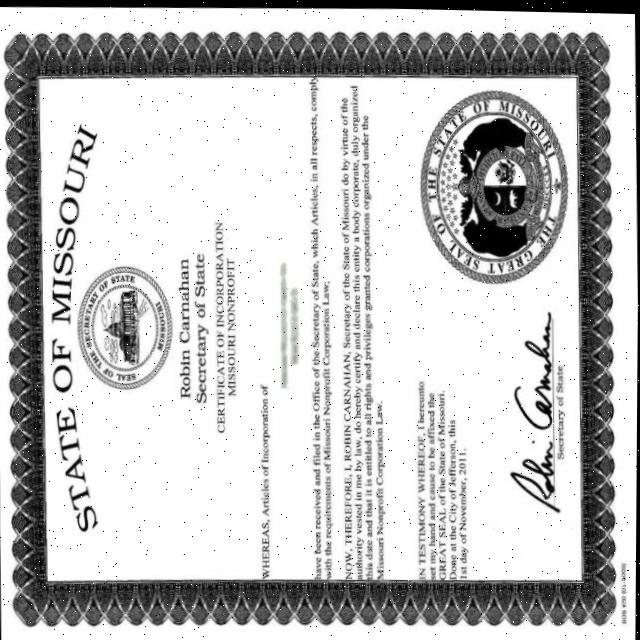 STATE OF MISSOURI
SEAL OF THE SECRETARY OF STATE
MISSOURI
Robin Carnahan
Secretary of State
CERTIFICATE OF INCORPORATION
MISSOURI NONPROFIT
WHEREAS, Articles of Incorporation of
have been received and filed in the Office of the Secretary of State, which Articles, in all respects, comply
with the requirements of Missouri Nonprofit Corporation Law;
NOW, THEREFORE, I, ROBIN CARNAHAN, Secretary of the State of Missouri do by virtue of the
authority vested in me by law, do hereby certify and declare this entity a body corporate, duly organized
this date and that it is entitled to all rights and privileges granted corporations organized under the
Missouri Nonprofit Corporation Law.
IN TESTIMONY WHEREOF, I hereunto
set my hand and cause to be affixed the
GREAT SEAL of the State of Missouri.
Done at the City of Jefferson, this
1st day of November, 2011.
THE GREAT SEAL OF THE STATE OF MISSOURI
Robin Carnahan
Secretary of State